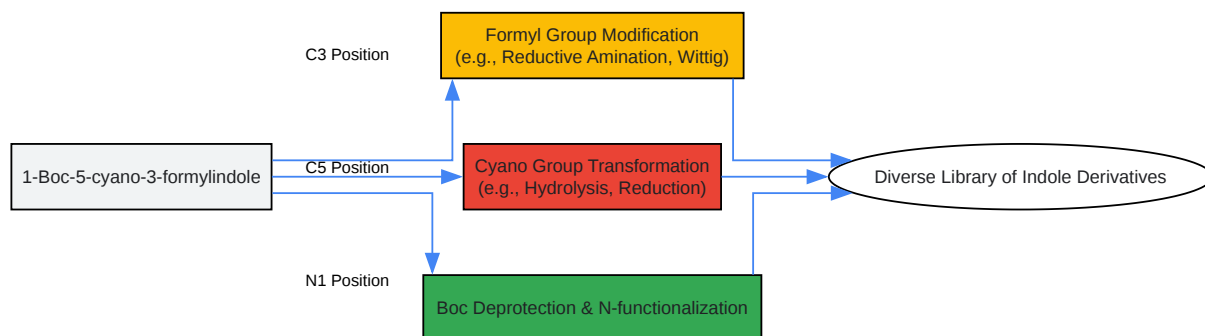 Formyl Group Modification
(e.g., Reductive Amination, Wittig)
C3 Position
1-Boc-5-cyano-3-formylindole
C5 Position
Cyano Group Transformation
(e.g., Hydrolysis, Reduction)
Diverse Library of Indole Derivatives
N1 Position
Boc Deprotection & N-functionalization